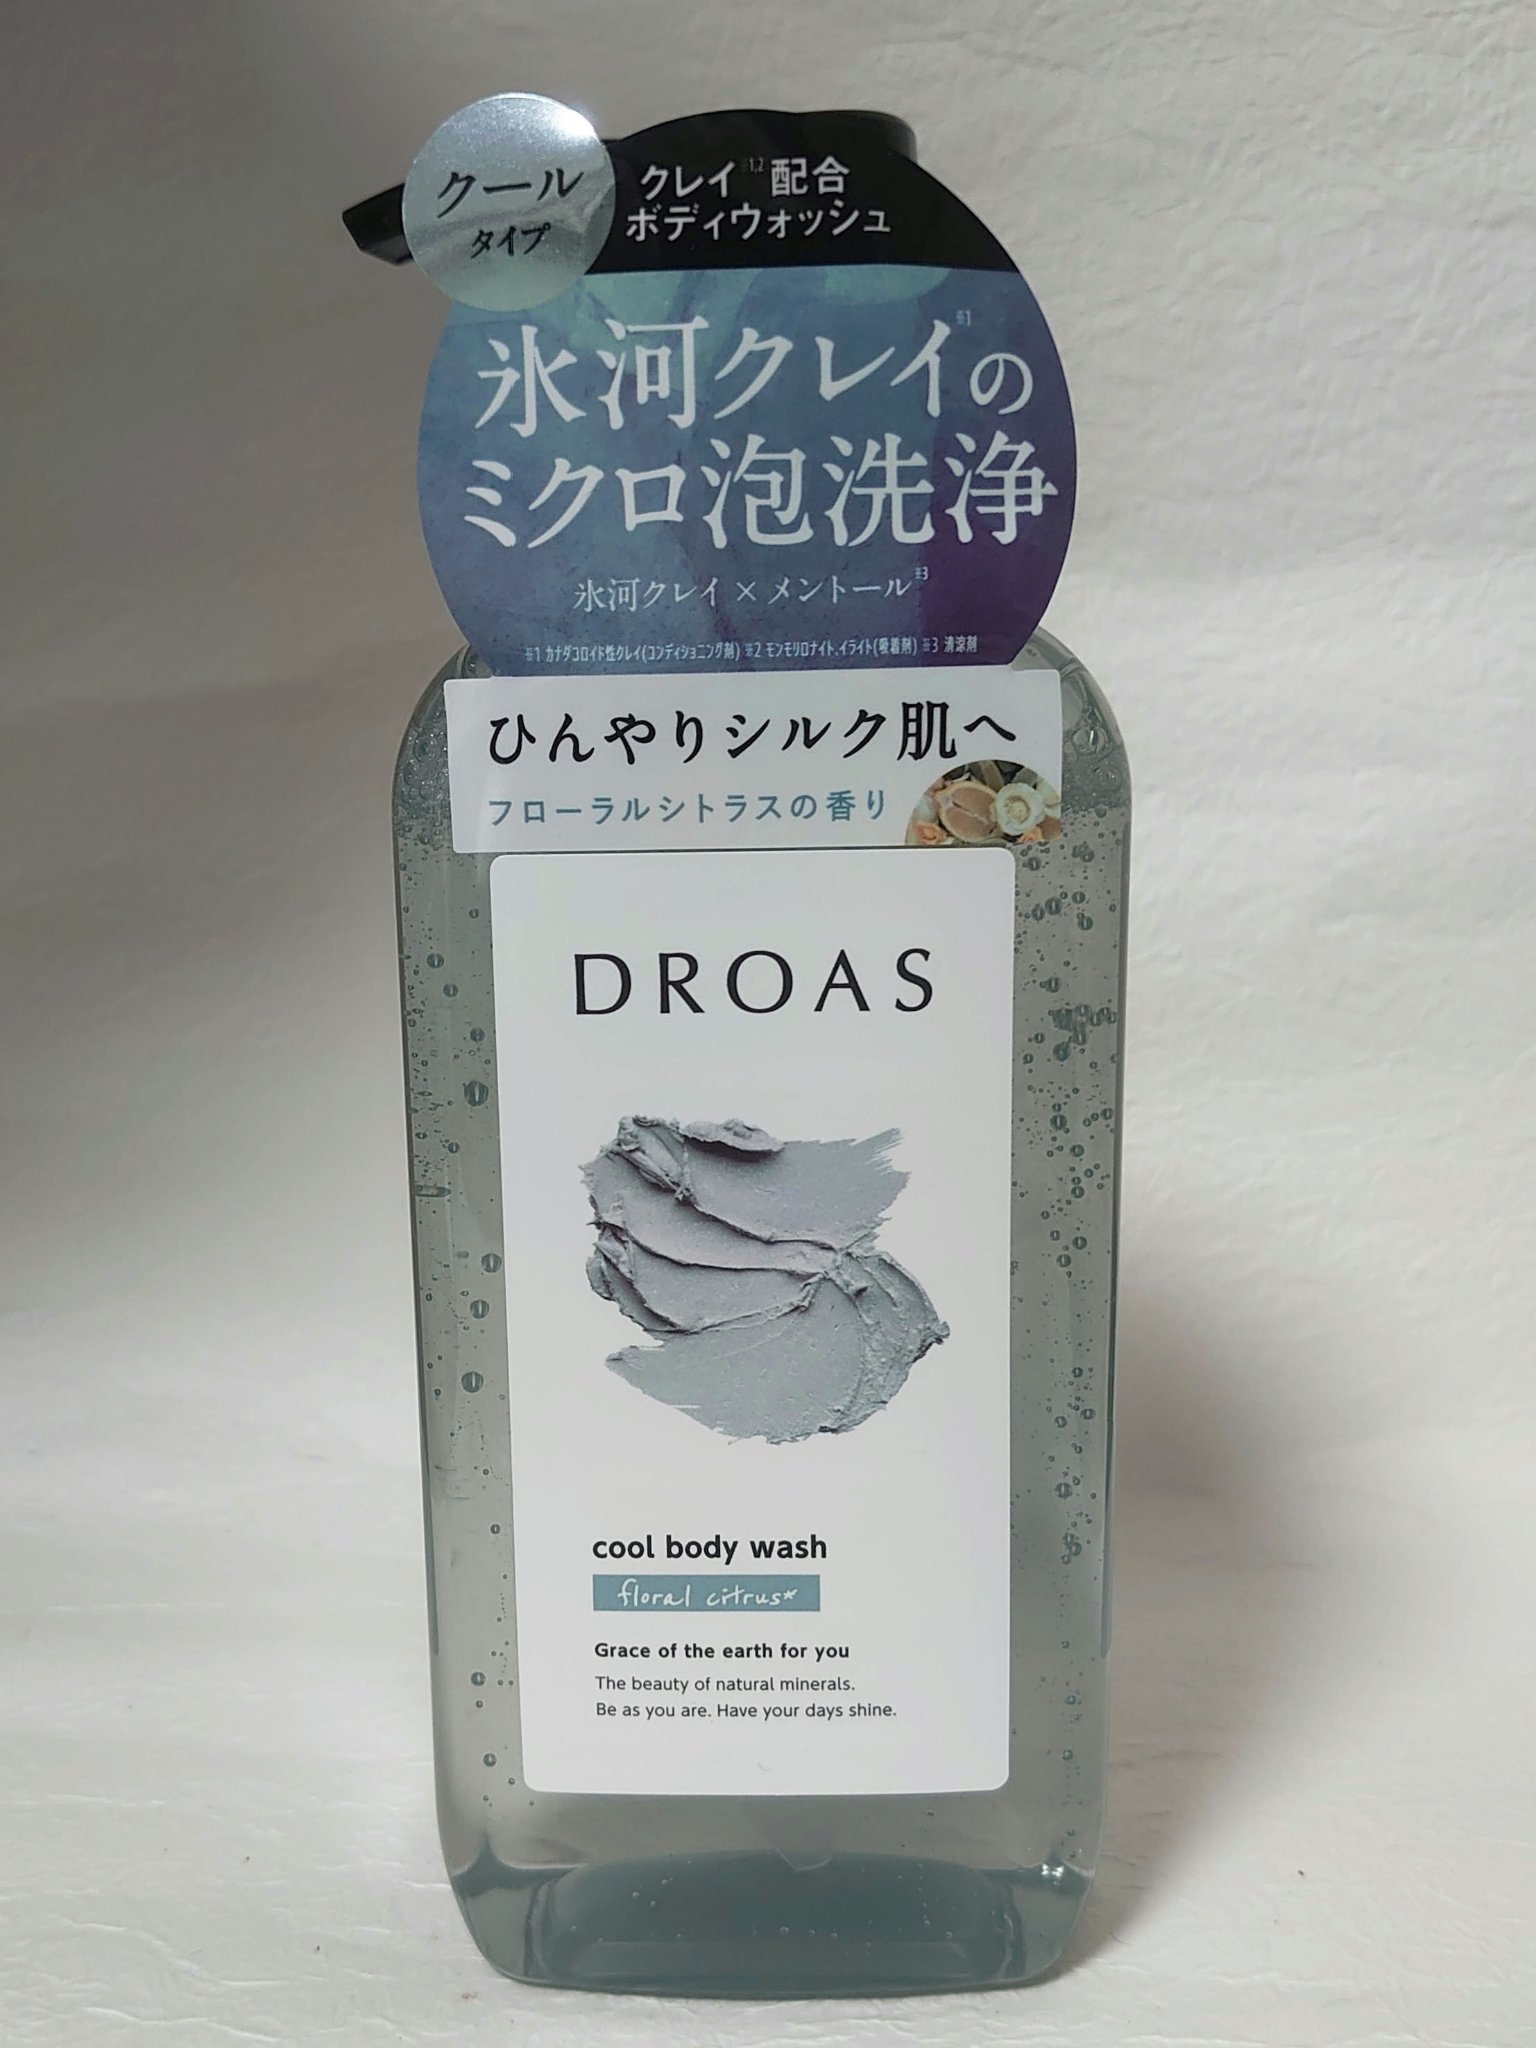 クール
タイプ
クレイ※1,2配合
ボディウォッシュ
氷河クレイ※1の
ミクロ泡洗浄
氷河クレイ×メントール※3
※1 カナダコロイド性クレイ(コンディショニング剤) ※2 モンモリロナイト、イライト(吸着剤) ※3 清涼剤
ひんやりシルク肌へ
フローラルシトラスの香り
DROAS
cool body wash
floral citrus*
Grace of the earth for you
The beauty of natural minerals.
Be as you are. Have your days shine.